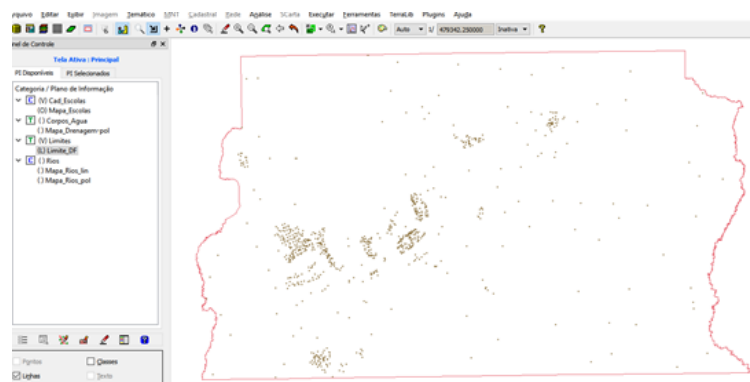 rquivo Editar Exibir Imagem Temático MNT Cadastral Rede Análise SCarta Executar Ferramentas TerraLib Plugins Ajuda
Auto 1/ 479342.250000 Inativa ?
nel de Controle
Tela Ativa : Principal
PI Disponíveis PI Selecionados
Categoria / Plano de Informação
C (V) Cad_Escolas
(O) Mapa_Escolas
T ( ) Corpos_Agua
( ) Mapa_Drenagem-pol
T (V) Limites
(L) Limite_DF
C ( ) Rios
( ) Mapa_Rios_lin
( ) Mapa_Rios_pol
Pontos Classes
Linhas Texto